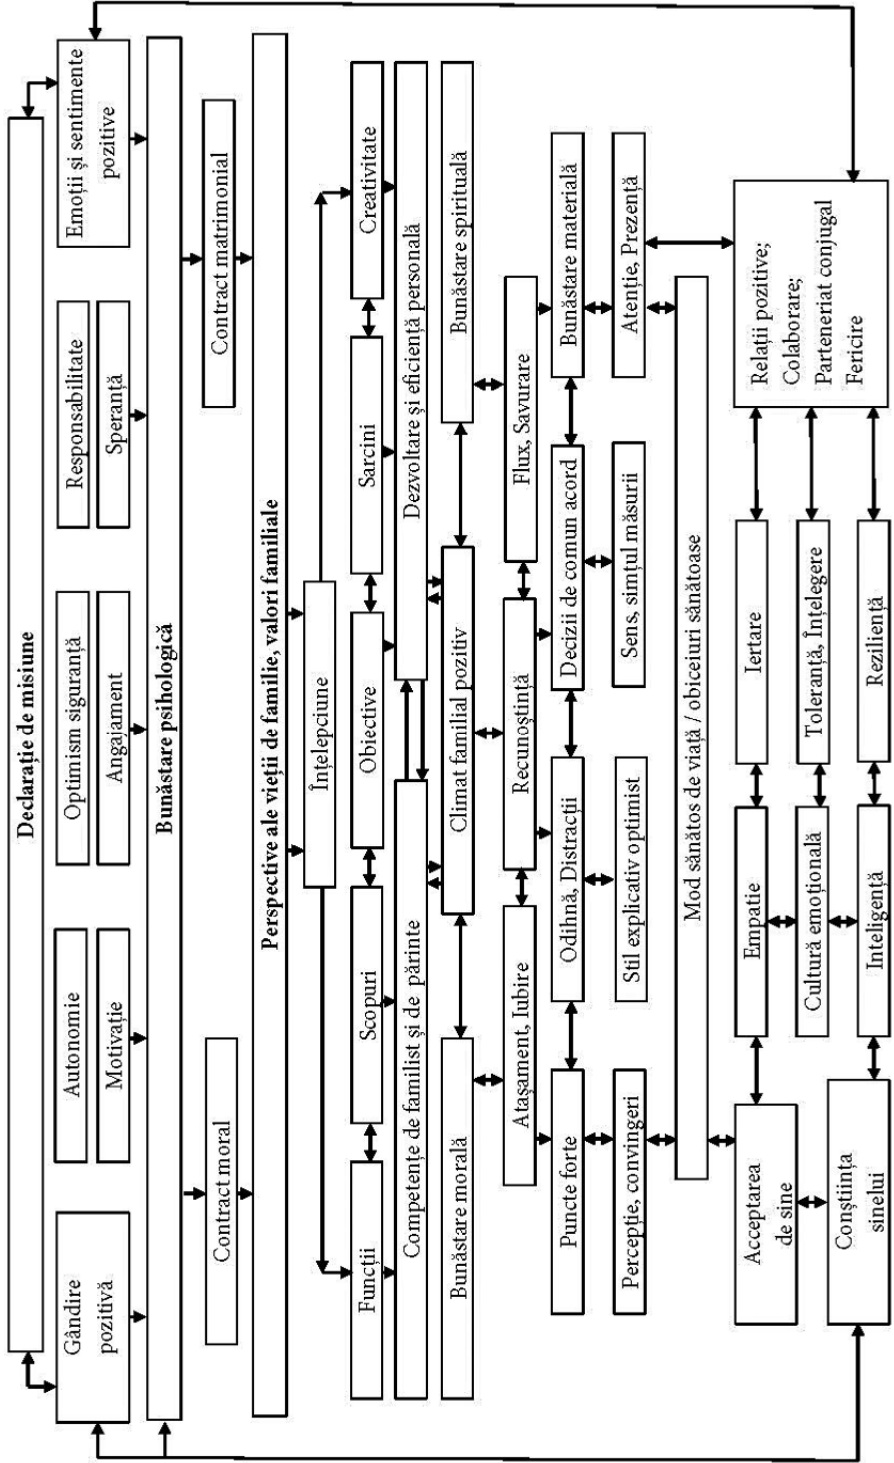 Declarație de misiune
Gândire
pozitivă
Autonomie
Motivație
Optimism siguranță
Angajament
Responsabilitate
Speranță
Emoții și sentimente
pozitive
Bunăstare psihologică
Contract moral
Contract matrimonial
Perspective ale vieții de familie, valori familiale
Înțelepciune
Funcții
Scopuri
Obiective
Sarcini
Creativitate
Competențe de familist și de părinte
Dezvoltare și eficiență personală
Bunăstare morală
Climat familial pozitiv
Bunăstare spirituală
Atașament, Iubire
Recunoștință
Flux, Savurare
Puncte forte
Odihnă, Distracții
Decizii de comun acord
Bunăstare materială
Percepție, convingeri
Stil explicativ optimist
Sens, simțul măsurii
Atenție, Prezență
Mod sănătos de viață / obiceiuri sănătoase
Acceptarea
de sine
Empatie
Iertare
Relații pozitive;
Colaborare;
Parteneriat conjugal
Fericire
Cultură emoțională
Toleranță, Înțelegere
Conștiința
sinelui
Inteligență
Reziliență